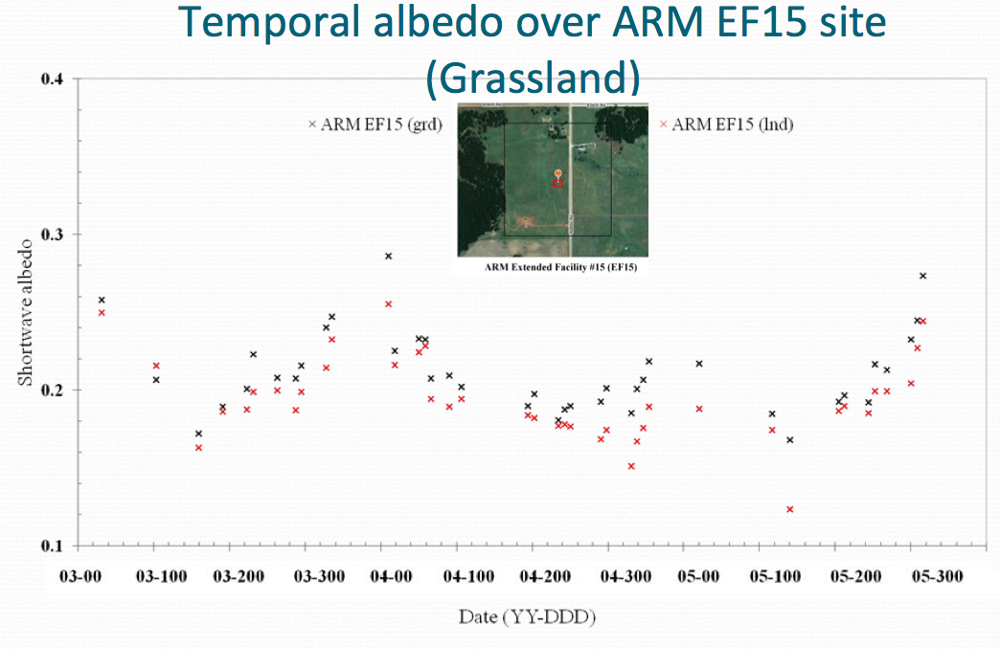 Temporal albedo over ARM EF15 site
(Grassland)
× ARM EF15 (grd)
× ARM EF15 (lnd)
ARM Extended Facility #15 (EF15)
Shortwave albedo
0.4
0.3
0.2
0.1
03-00 03-100 03-200 03-300 04-00 04-100 04-200 04-300 05-00 05-100 05-200 05-300
Date (YY-DDD)